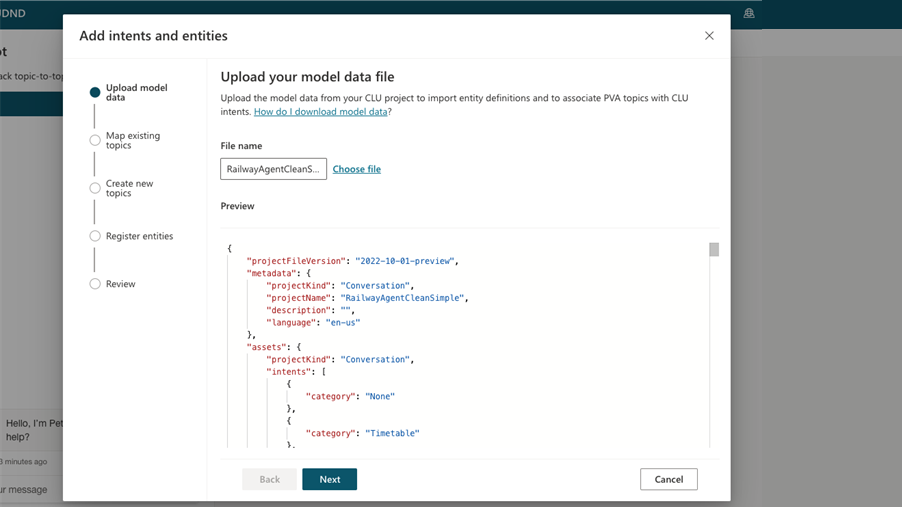 DND
Add intents and entities
ot
ack topic-to-top
Upload model
data
Map existing
topics
Create new
topics
Register entities
Review
Upload your model data file
Upload the model data from your CLU project to import entity definitions and to associate PVA topics with CLU
intents. How do I download model data?
File name
RailwayAgentCleanS...
Choose file
Preview
{
"projectFileVersion": "2022-10-01-preview",
"metadata": {
"projectKind": "Conversation",
"projectName": "RailwayAgentCleanSimple",
"description": "",
"language": "en-us"
},
"assets": {
"projectKind": "Conversation",
"intents": [
{
"category": "None"
},
{
"category": "Timetable"
},
Hello, I'm Pet
help?
3 minutes ago
ur message
Back
Next
Cancel